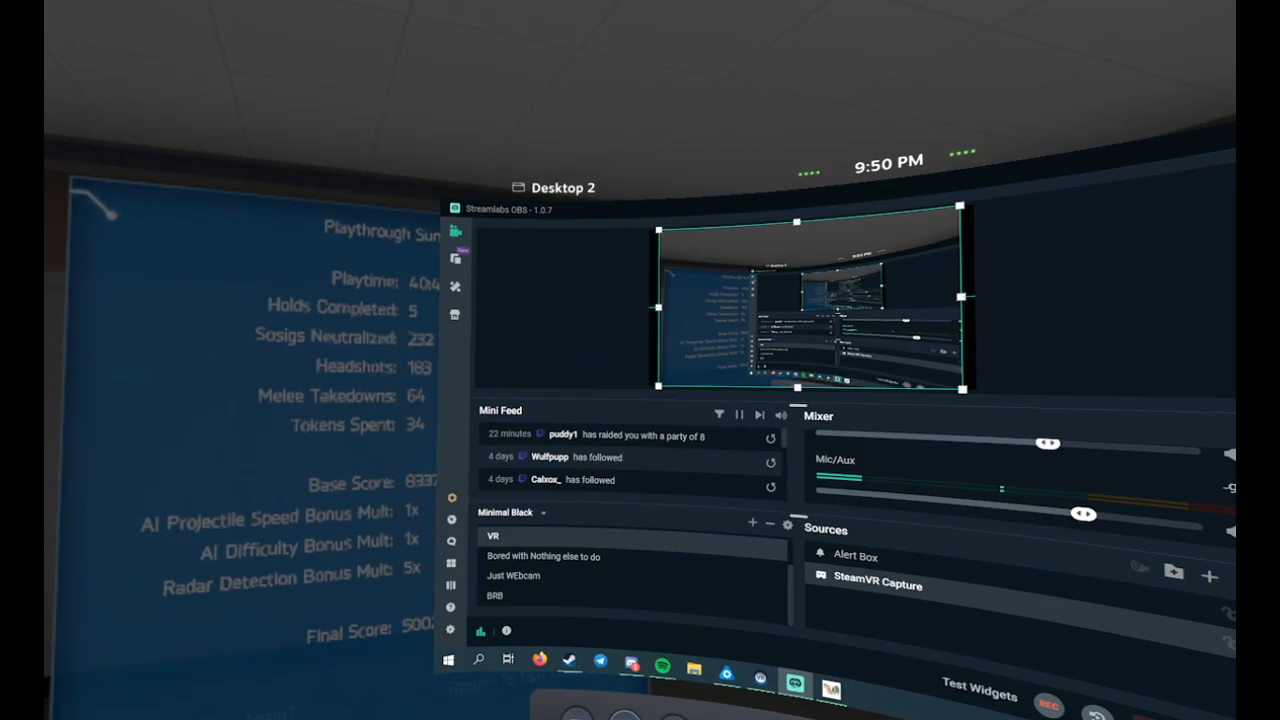 9:50 PM
Desktop 2
Streamlabs OBS - 1.0.7
Playthrough Sum
Playtime: 40:4
Holds Completed: 5
Sosigs Neutralized: 232
Headshots: 183
Melee Takedowns: 64
Tokens Spent: 34
Base Score: 8337
AI Projectile Speed Bonus Mult: 1x
AI Difficulty Bonus Mult: 1x
Radar Detection Bonus Mult: 5x
Final Score: 5002
Mini Feed
22 minutes puddy1 has raided you with a party of 8
4 days Wulfpupp has followed
4 days Calxox_ has followed
Minimal Black
VR
Bored with Nothing else to do
Just WEbcam
BRB
Mixer
Mic/Aux
Sources
Alert Box
SteamVR Capture
Test Widgets
REC